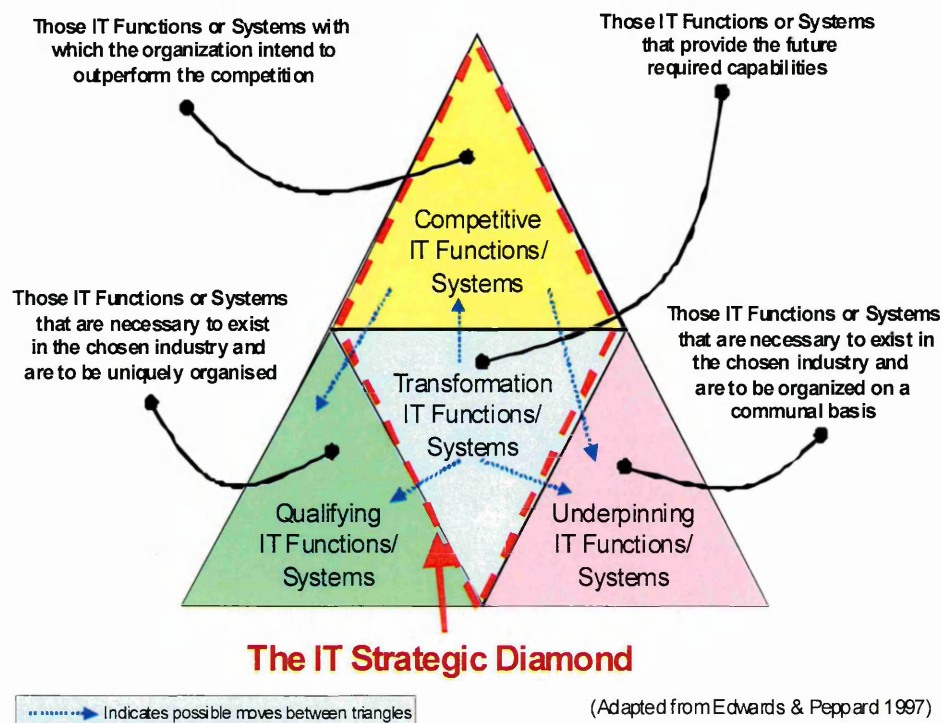 Those IT Functions or Systems with
which the organization intend to
outperform the competition
Those IT Functions or Systems
that provide the future
required capabilities
Competitive
IT Functions/
Systems
Those IT Functions or Systems
that are necessary to exist
in the chosen industry and
are to be uniquely organised
Those IT Functions or Systems
that are necessary to exist in
the chosen industry and
are to be organized on a
communal basis
Transformation
IT Functions/
Systems
Qualifying
IT Functions/
Systems
Underpinning
IT Functions/
Systems
The IT Strategic Diamond
Indicates possible moves between triangles
(Adapted from Edwards & Peppard 1997)